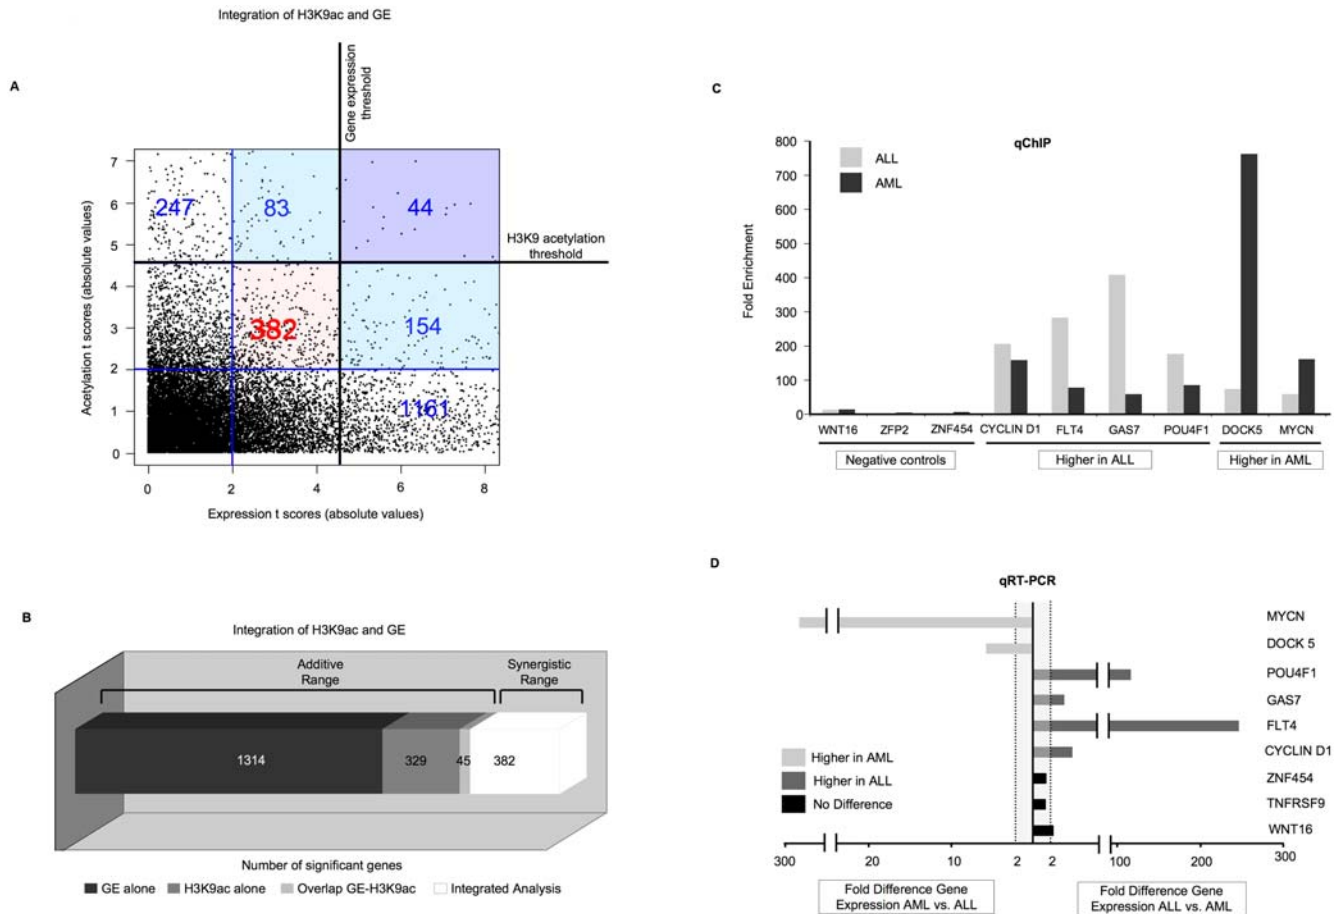 A
Integration of H3K9ac and GE
Gene expression
threshold
H3K9 acetylation
threshold
Acetylation t scores (absolute values)
7
6
5
4
3
2
1
0
247
83
44
382
154
1161
0
2
4
6
8
Expression t scores (absolute values)
B
Integration of H3K9ac and GE
Additive
Range
Synergistic
Range
1314
329
45
382
Number of significant genes
GE alone
H3K9ac alone
Overlap GE-H3K9ac
Integrated Analysis
C
qChIP
ALL
AML
Fold Enrichment
800
700
600
500
400
300
200
100
0
WNT16
ZFP2
ZNF454
CYCLIN D1
FLT4
GAS7
POU4F1
DOCK5
MYCN
Negative controls
Higher in ALL
Higher in AML
D
qRT-PCR
MYCN
DOCK 5
POU4F1
GAS7
FLT4
CYCLIN D1
ZNF454
TNFRSF9
WNT16
Higher in AML
Higher in ALL
No Difference
300
20
10
2
2
100
200
300
Fold Difference Gene
Expression AML vs. ALL
Fold Difference Gene
Expression ALL vs. AML